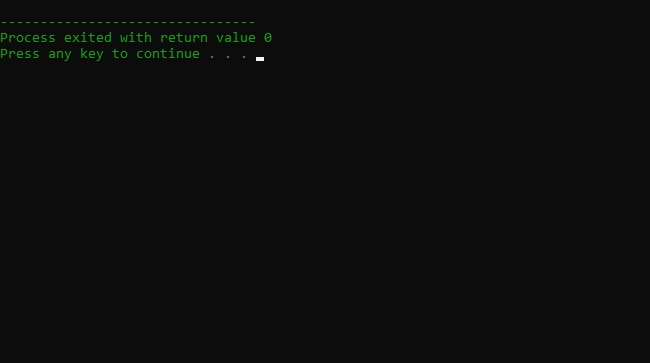 --------------------------------
Process exited with return value 0
Press any key to continue . . .